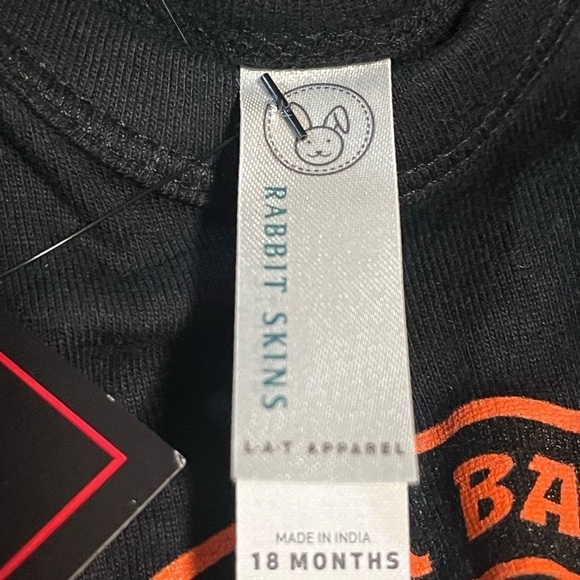 RABBIT SKINS
L·A·T APPAREL
MADE IN INDIA
18 MONTHS
BA